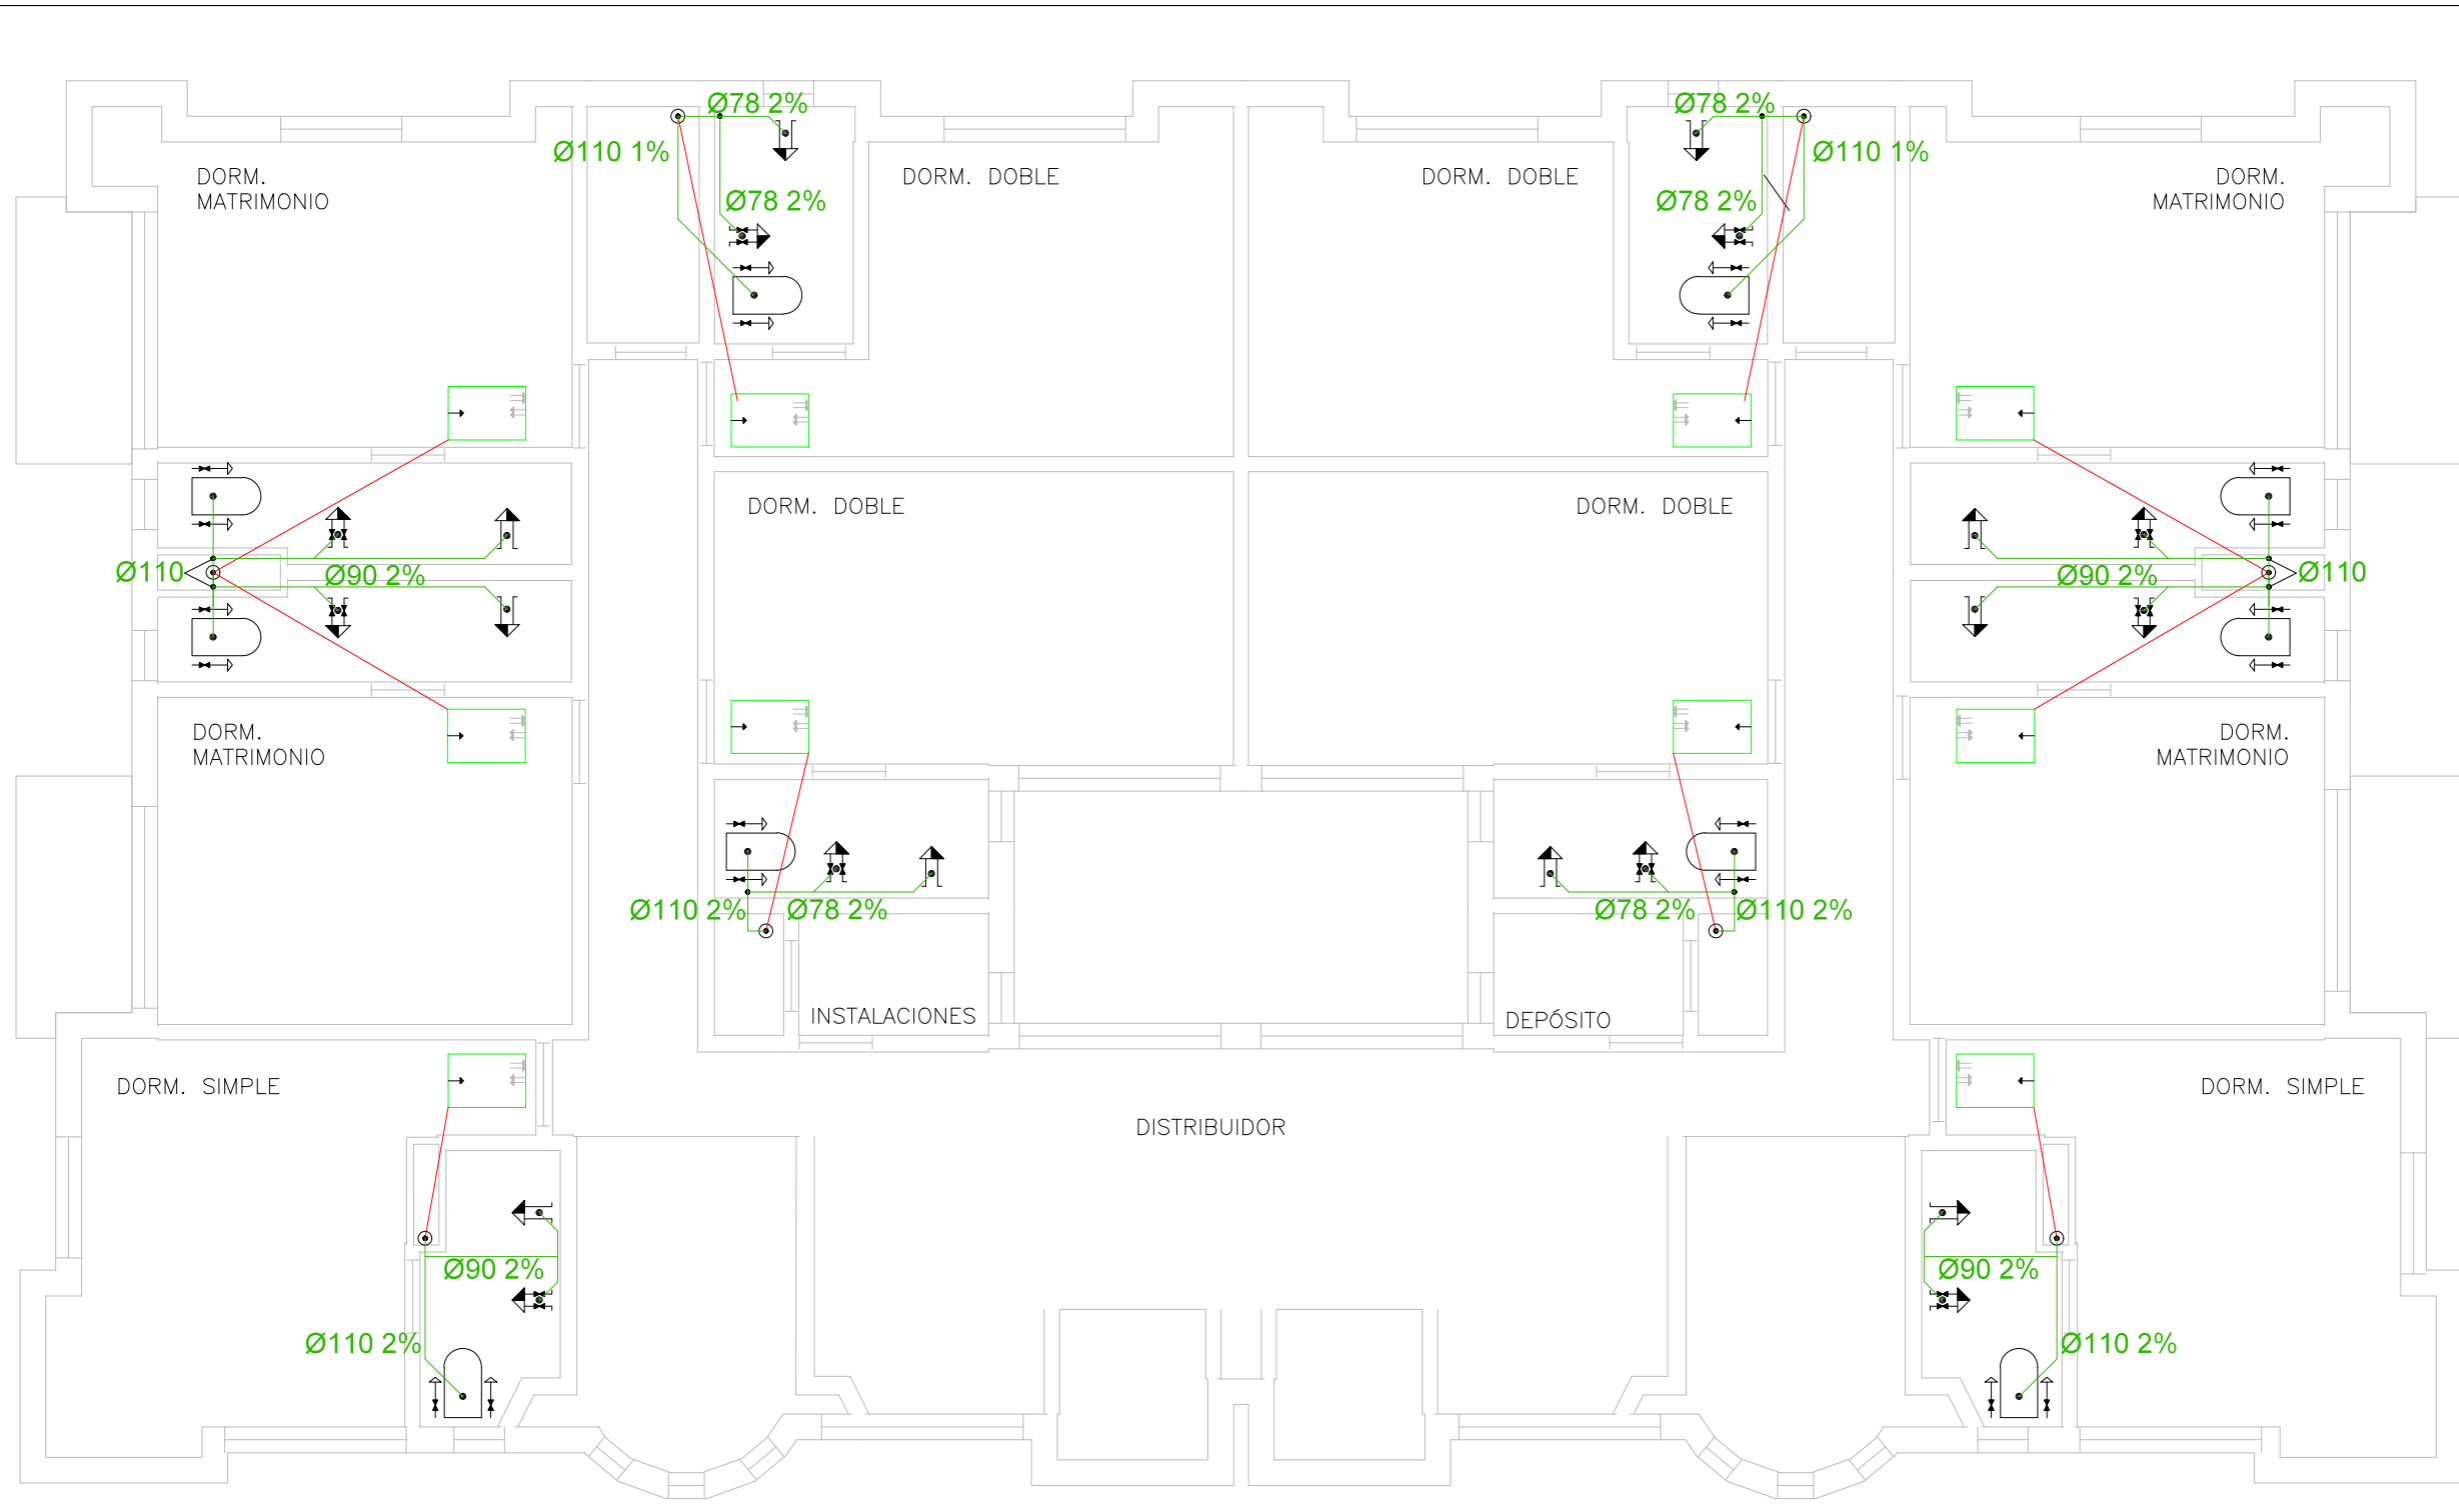 Ø78 2%
Ø78 2%
Ø110 1%
Ø110 1%
DORM.
MATRIMONIO
DORM. DOBLE
DORM. DOBLE
DORM.
MATRIMONIO
Ø78 2%
Ø78 2%
DORM. DOBLE
DORM. DOBLE
Ø110
Ø90 2%
Ø90 2%
Ø110
DORM.
MATRIMONIO
DORM.
MATRIMONIO
Ø110 2%
Ø78 2%
Ø78 2%
Ø110 2%
INSTALACIONES
DEPÓSITO
DORM. SIMPLE
DORM. SIMPLE
DISTRIBUIDOR
Ø90 2%
Ø90 2%
Ø110 2%
Ø110 2%